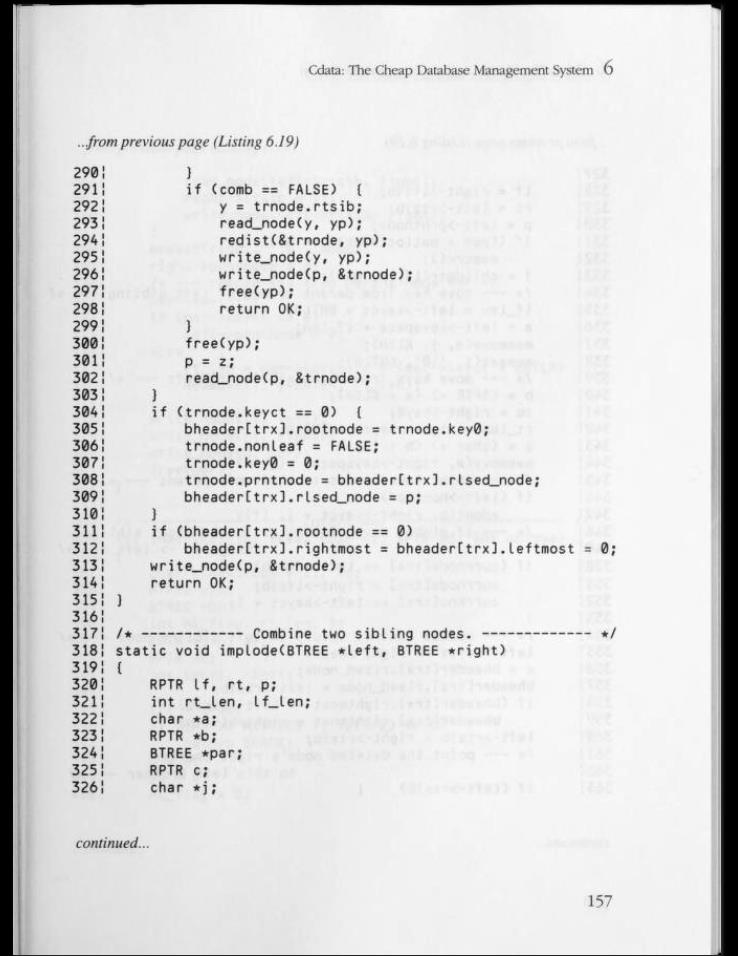 Cdata: The Cheap Database Management System 6
...from previous page (Listing 6.19)
290¦ }
291¦ if (comb == FALSE) {
292¦ y = trnode.rtsib;
293¦ read_node(y, yp);
294¦ redist(&trnode, yp);
295¦ write_node(y, yp);
296¦ write_node(p, &trnode);
297¦ free(yp);
298¦ return OK;
299¦ }
300¦ free(yp);
301¦ p = z;
302¦ read_node(p, &trnode);
303¦ }
304¦ if (trnode.keyct == 0) {
305¦ bheader[trx].rootnode = trnode.key0;
306¦ trnode.nonleaf = FALSE;
307¦ trnode.key0 = 0;
308¦ trnode.prntnode = bheader[trx].rlsed_node;
309¦ bheader[trx].rlsed_node = p;
310¦ }
311¦ if (bheader[trx].rootnode == 0)
312¦ bheader[trx].rightmost = bheader[trx].leftmost = 0;
313¦ write_node(p, &trnode);
314¦ return OK;
315¦ }
316¦
317¦ /* ------------ Combine two sibling nodes. ------------- */
318¦ static void implode(BTREE *left, BTREE *right)
319¦ {
320¦ RPTR lf, rt, p;
321¦ int rt_len, lf_len;
322¦ char *a;
323¦ RPTR *b;
324¦ BTREE *par;
325¦ RPTR c;
326¦ char *j;
continued...
157